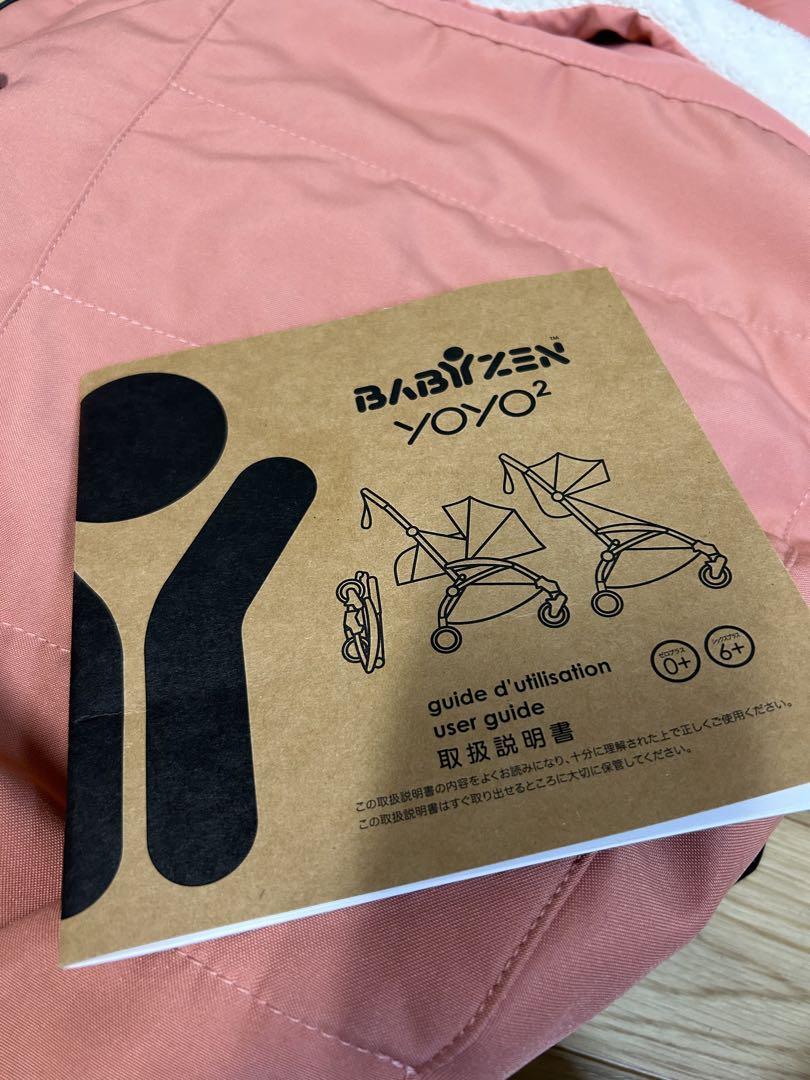 BABYZEN™
YOYO²
guide d'utilisation
user guide
取扱説明書
ゼロプラス
0+
シックスプラス
6+
この取扱説明書の内容をよくお読みになり、十分に理解された上で正しくご使用ください。
この取扱説明書はすぐ取り出せるところに大切に保管してください。